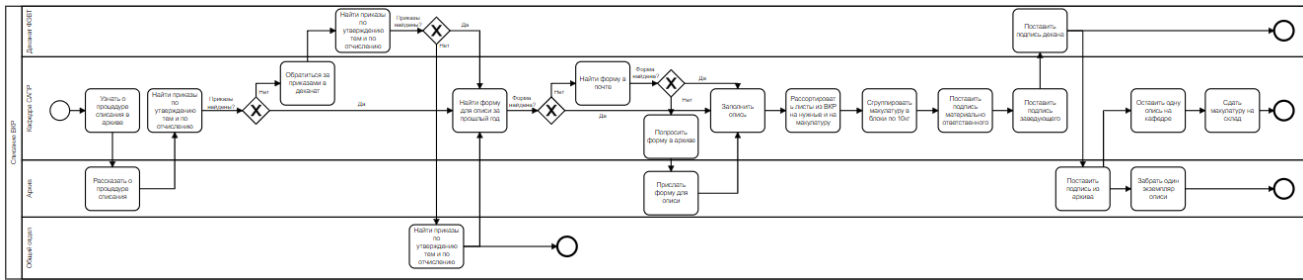 Списание ВКР
Деканат ФОВТ
Кафедра САПР
Архив
Общий отдел
Узнать о
процедуре
списания в
архиве
Рассказать о
процедуре
списания
Найти приказы
по
утверждению
тем и по
отчислению
Приказы
найдены?
Нет
Да
Обратиться за
приказами в
деканат
Найти приказы
по
утверждению
тем и по
отчислению
Приказы
найдены?
Да
Нет
Найти приказы
по
утверждению
тем и по
отчислению
Найти форму
для описи за
прошлый год
Форма
найдена?
Нет
Да
Найти форму в
почте
Форма
найдена?
Да
Нет
Попросить
форму в архиве
Прислать
форму для
описи
Заполнить
опись
Рассортировать
листы из ВКР
на нужные и на
макулатуру
Сгруппировать
макулатуру в
блоки по 10кг
Поставить
подпись
материально
ответственного
Поставить
подпись
заведующего
Поставить
подпись декана
Поставить
подпись из
архива
Оставить одну
опись на
кафедре
Сдать
макулатуру на
склад
Забрать один
экземпляр
описи